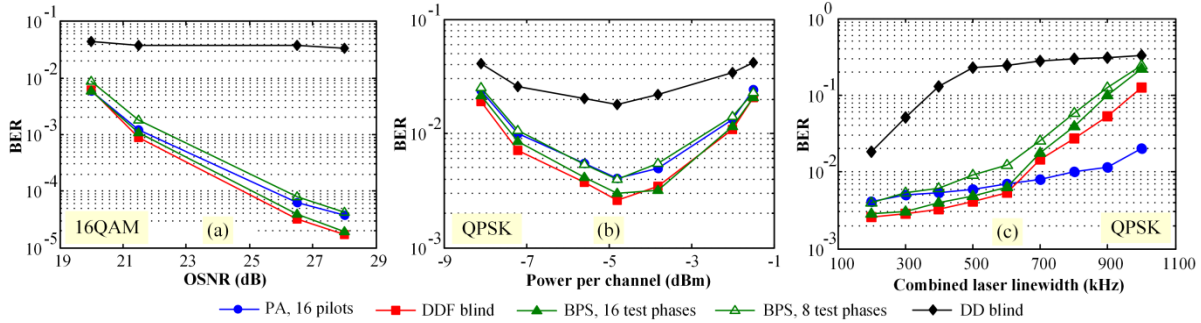 10^-1
10^-2
10^-3
10^-4
10^-5
BER
16QAM
(a)
19 21 23 25 27 29
OSNR (dB)
10^-1
10^-2
10^-3
BER
QPSK
(b)
-9 -7 -5 -3 -1
Power per channel (dBm)
10^0
10^-1
10^-2
10^-3
BER
(c)
QPSK
100 300 500 700 900 1100
Combined laser linewidth (kHz)
PA, 16 pilots
DDF blind
BPS, 16 test phases
BPS, 8 test phases
DD blind